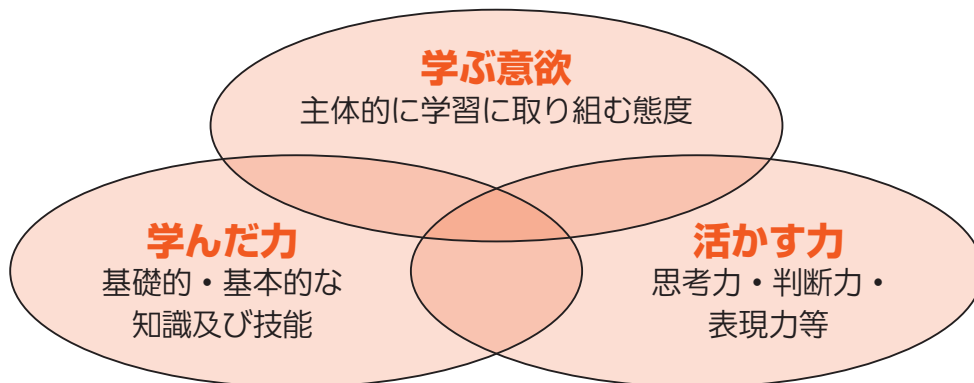 学ぶ意欲
主体的に学習に取り組む態度
学んだ力
基礎的・基本的な
知識及び技能
活かす力
思考力・判断力・
表現力等